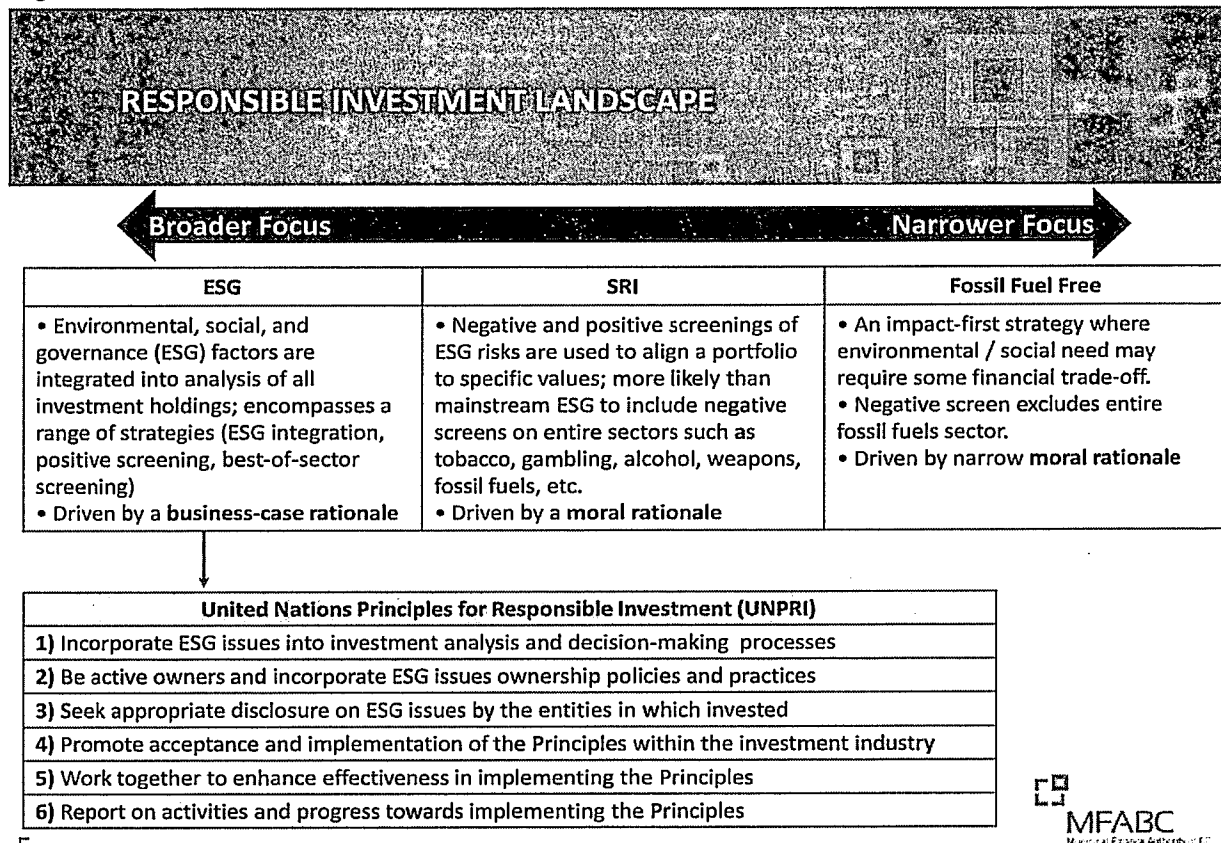 RESPONSIBLE INVESTMENT LANDSCAPE
Broader Focus
Narrower Focus
ESG
• Environmental, social, and
governance (ESG) factors are
integrated into analysis of all
investment holdings; encompasses a
range of strategies (ESG integration,
positive screening, best-of-sector
screening)
• Driven by a business-case rationale
SRI
• Negative and positive screenings of
ESG risks are used to align a portfolio
to specific values; more likely than
mainstream ESG to include negative
screens on entire sectors such as
tobacco, gambling, alcohol, weapons,
fossil fuels, etc.
• Driven by a moral rationale
Fossil Fuel Free
• An impact-first strategy where
environmental / social need may
require some financial trade-off.
• Negative screen excludes entire
fossil fuels sector.
• Driven by narrow moral rationale
United Nations Principles for Responsible Investment (UNPRI)
1) Incorporate ESG issues into investment analysis and decision-making processes
2) Be active owners and incorporate ESG issues ownership policies and practices
3) Seek appropriate disclosure on ESG issues by the entities in which invested
4) Promote acceptance and implementation of the Principles within the investment industry
5) Work together to enhance effectiveness in implementing the Principles
6) Report on activities and progress towards implementing the Principles
MFABC